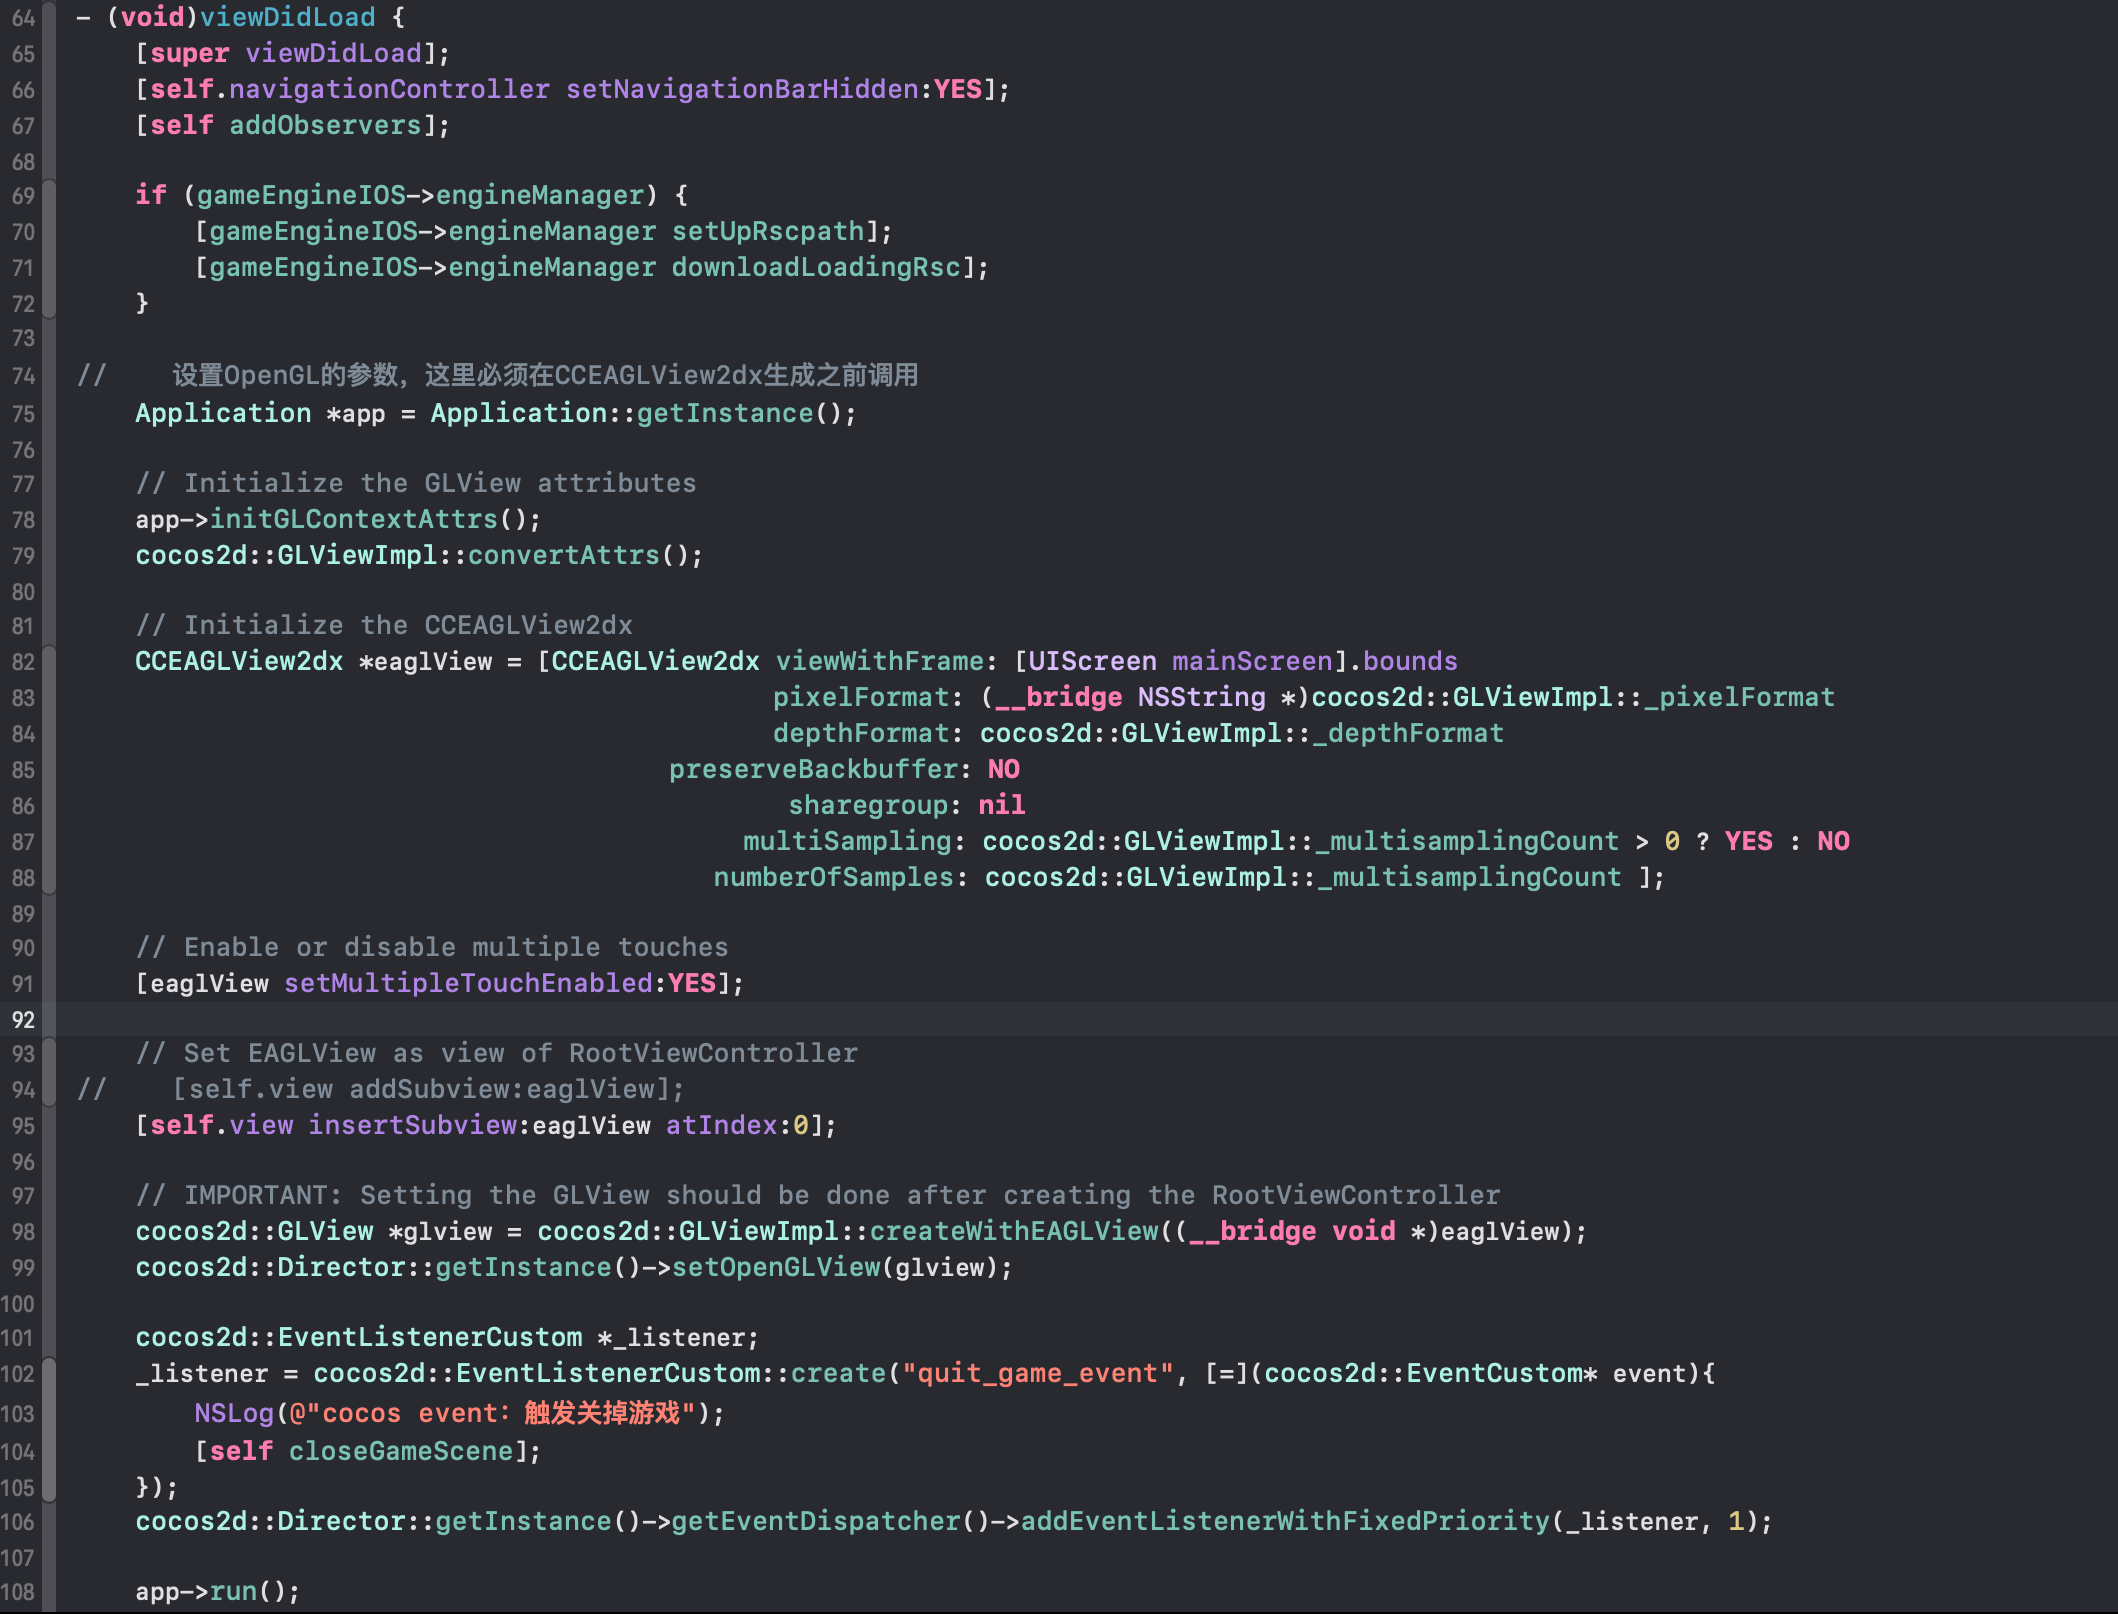 64 - (void)viewDidLoad {
65 [super viewDidLoad];
66 [self.navigationController setNavigationBarHidden:YES];
67 [self addObservers];
68
69 if (gameEngineIOS->engineManager) {
70 [gameEngineIOS->engineManager setUpRscpath];
71 [gameEngineIOS->engineManager downloadLoadingRsc];
72 }
73
74 // 设置OpenGL的参数，这里必须在CCEAGLView2dx生成之前调用
75 Application *app = Application::getInstance();
76
77 // Initialize the GLView attributes
78 app->initGLContextAttrs();
79 cocos2d::GLViewImpl::convertAttrs();
80
81 // Initialize the CCEAGLView2dx
82 CCEAGLView2dx *eaglView = [CCEAGLView2dx viewWithFrame: [UIScreen mainScreen].bounds
83 pixelFormat: (__bridge NSString *)cocos2d::GLViewImpl::_pixelFormat
84 depthFormat: cocos2d::GLViewImpl::_depthFormat
85 preserveBackbuffer: NO
86 sharegroup: nil
87 multiSampling: cocos2d::GLViewImpl::_multisamplingCount > 0 ? YES : NO
88 numberOfSamples: cocos2d::GLViewImpl::_multisamplingCount ];
89
90 // Enable or disable multiple touches
91 [eaglView setMultipleTouchEnabled:YES];
92
93 // Set EAGLView as view of RootViewController
94 // [self.view addSubview:eaglView];
95 [self.view insertSubview:eaglView atIndex:0];
96
97 // IMPORTANT: Setting the GLView should be done after creating the RootViewController
98 cocos2d::GLView *glview = cocos2d::GLViewImpl::createWithEAGLView((__bridge void *)eaglView);
99 cocos2d::Director::getInstance()->setOpenGLView(glview);
100
101 cocos2d::EventListenerCustom *_listener;
102 _listener = cocos2d::EventListenerCustom::create("quit_game_event", [=](cocos2d::EventCustom* event){
103 NSLog(@"cocos event：触发关掉游戏");
104 [self closeGameScene];
105 });
106 cocos2d::Director::getInstance()->getEventDispatcher()->addEventListenerWithFixedPriority(_listener, 1);
107
108 app->run();